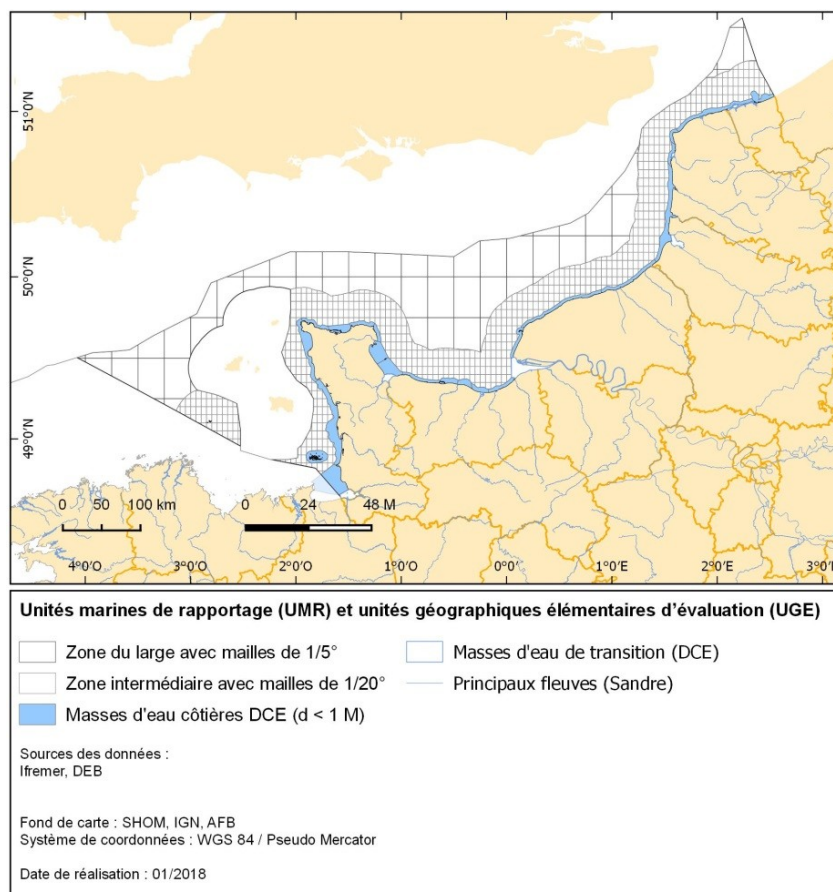 51°0'N
50°0'N
49°0'N
0 50 100 km
0 24 48 M
4°0'O 3°0'O 2°0'O 1°0'O 0°0'E 1°0'E 2°0'E 3°0'E
Unités marines de rapportage (UMR) et unités géographiques élémentaires d'évaluation (UGE)
Zone du large avec mailles de 1/5°
Masses d'eau de transition (DCE)
Zone intermédiaire avec mailles de 1/20°
Principaux fleuves (Sandre)
Masses d'eau côtières DCE (d < 1 M)
Sources des données :
Ifremer, DEB
Fond de carte : SHOM, IGN, AFB
Système de coordonnées : WGS 84 / Pseudo Mercator
Date de réalisation : 01/2018